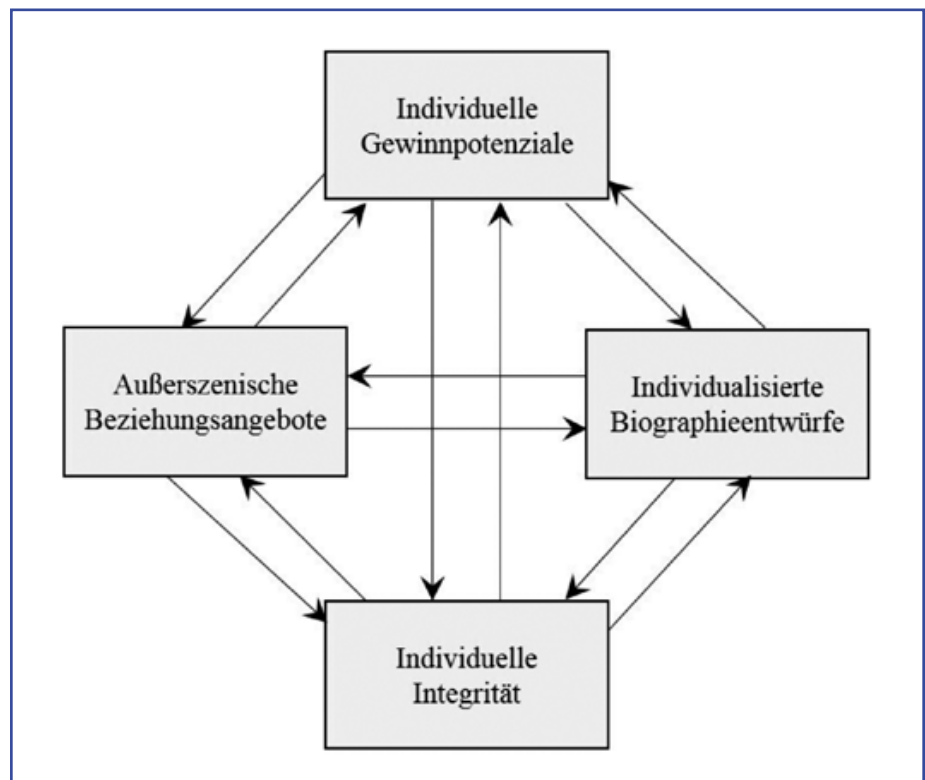 Individuelle
Gewinnpotenziale
Außerszenische
Beziehungsangebote
Individualisierte
Biographieentwürfe
Individuelle
Integrität